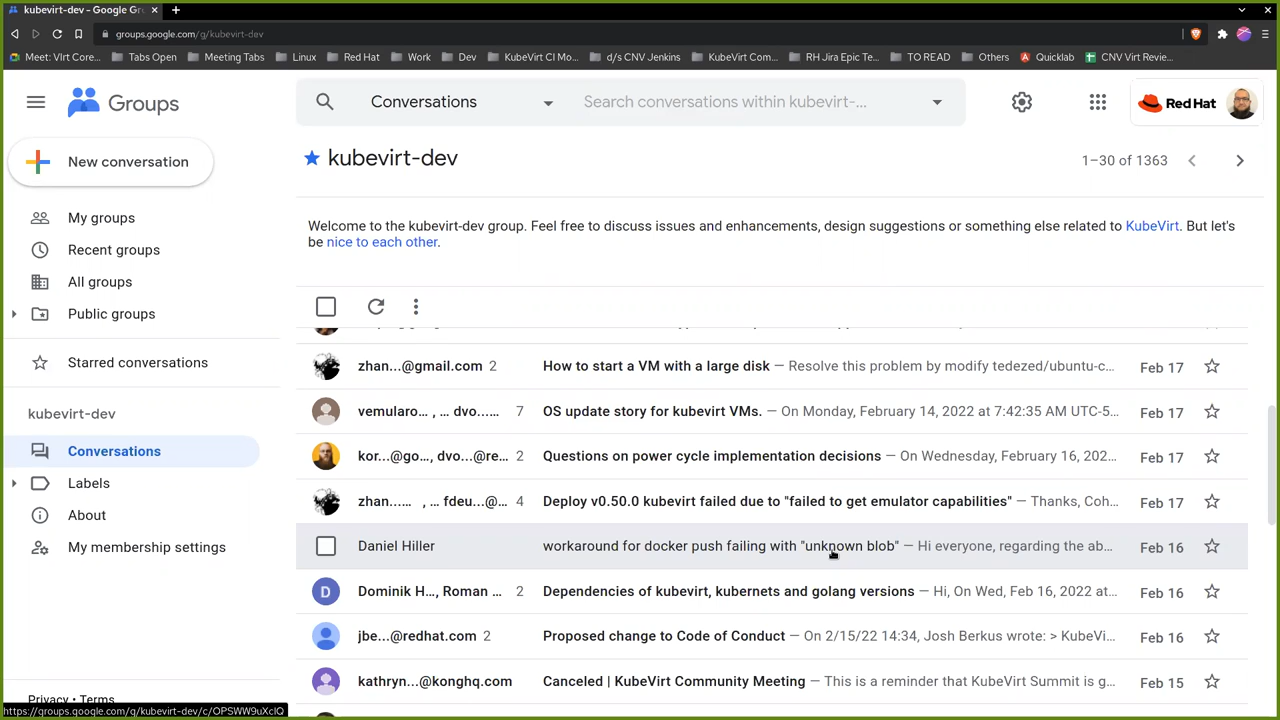 kubevirt-dev - Google Gr
groups.google.com/g/kubevirt-dev
Meet: VIrt Core... Tabs Open Meeting Tabs Linux Red Hat Work Dev KubeVirt CI Mo... d/s CNV Jenkins KubeVirt Com... RH Jira Epic Te... TO READ Others Quicklab CNV Virt Revie...
Groups
Conversations
Search conversations within kubevirt-...
Red Hat
New conversation
kubevirt-dev
1–30 of 1363
My groups
Recent groups
All groups
Public groups
Starred conversations
kubevirt-dev
Conversations
Labels
About
My membership settings
Privacy • Terms
https://groups.google.com/g/kubevirt-dev/c/OPSWW9uXcIQ
Welcome to the kubevirt-dev group. Feel free to discuss issues and enhancements, design suggestions or something else related to KubeVirt. But let's
be nice to each other.
zhan...@gmail.com 2 How to start a VM with a large disk — Resolve this problem by modify tedezed/ubuntu-c... Feb 17
vemularo... , ... dvo...... 7 OS update story for kubevirt VMs. — On Monday, February 14, 2022 at 7:42:35 AM UTC-5... Feb 17
kor...@go..., dvo...@re... 2 Questions on power cycle implementation decisions — On Wednesday, February 16, 202... Feb 17
zhan...... , ... fdeu...@... 4 Deploy v0.50.0 kubevirt failed due to "failed to get emulator capabilities" — Thanks, Coh... Feb 17
Daniel Hiller workaround for docker push failing with "unknown blob" — Hi everyone, regarding the ab... Feb 16
D Dominik H..., Roman ... 2 Dependencies of kubevirt, kubernets and golang versions — Hi, On Wed, Feb 16, 2022 at... Feb 16
jbe...@redhat.com 2 Proposed change to Code of Conduct — On 2/15/22 14:34, Josh Berkus wrote: > KubeVi... Feb 16
kathryn...@konghq.com Canceled | KubeVirt Community Meeting — This is a reminder that KubeVirt Summit is g... Feb 15